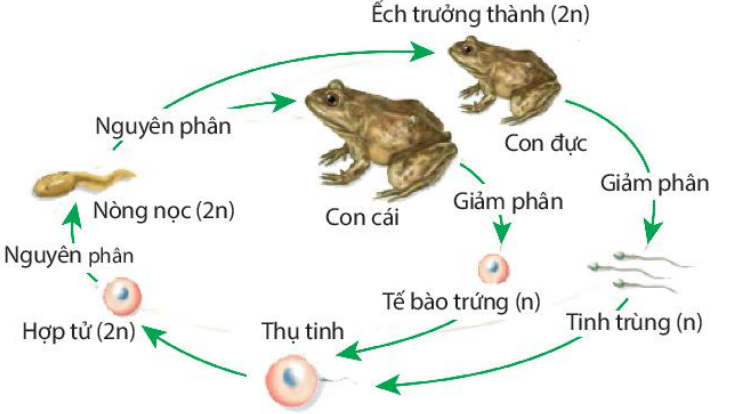 Ếch trưởng thành (2n)
Nguyên phân
Con đực
Giảm phân
Giảm phân
Nòng nọc (2n)
Con cái
Nguyên phân
Tế bào trứng (n)
Tinh trùng (n)
Hợp tử (2n)
Thụ tinh